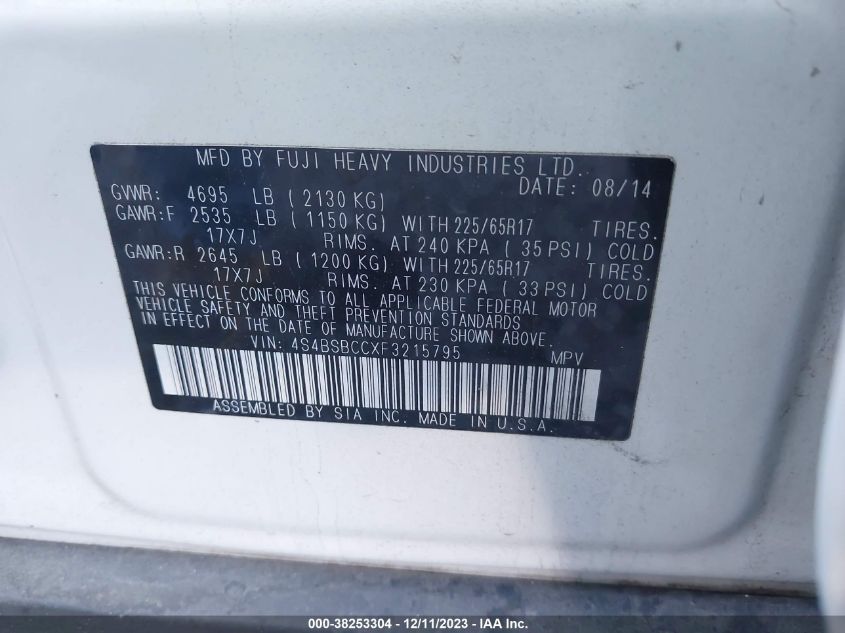 MFD BY FUJI HEAVY INDUSTRIES LTD.
DATE: 08/14
GVWR: 4695 LB ( 2130 KG)
GAWR:F 2535 LB ( 1150 KG) WITH 225/65R17 TIRES.
17X7J RIMS. AT 240 KPA ( 35 PSI) COLD
GAWR:R 2645 LB ( 1200 KG) WITH 225/65R17 TIRES.
17X7J RIMS. AT 230 KPA ( 33 PSI) COLD
THIS VEHICLE CONFORMS TO ALL APPLICABLE FEDERAL MOTOR
VEHICLE SAFETY AND THEFT PREVENTION STANDARDS
IN EFFECT ON THE DATE OF MANUFACTURE SHOWN ABOVE.
VIN: 4S4BSBCCXF3215795 MPV
ASSEMBLED BY SIA INC. MADE IN U.S.A.
000-38253304 - 12/11/2023 - IAA Inc.